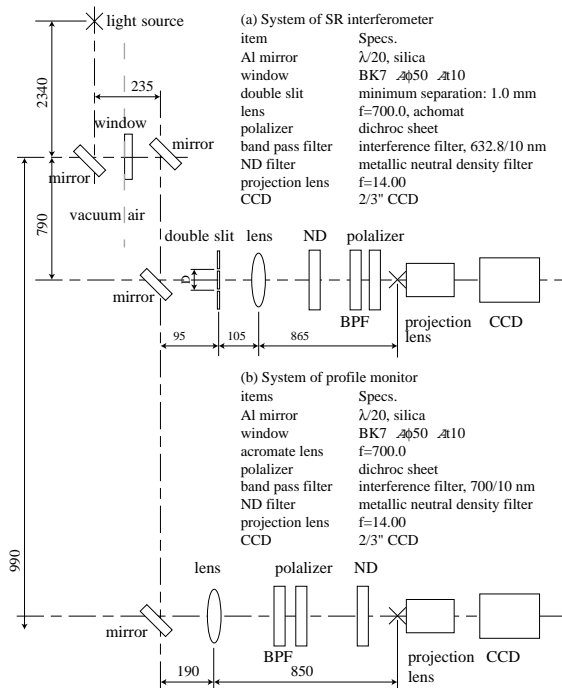 light source
(a) System of SR interferometer
item Specs.
Al mirror λ/20, silica
window BK7 Aϕ50 At10
double slit minimum separation: 1.0 mm
lens f=700.0, achomat
polalizer dichroc sheet
band pass filter interference filter, 632.8/10 nm
ND filter metallic neutral density filter
projection lens f=14.00
CCD 2/3" CCD
2340
235
window
mirror
mirror
790
vacuum air
double slit lens ND polalizer
D
mirror
BPF
projection
lens
CCD
95 105 865
(b) System of profile monitor
items Specs.
Al mirror λ/20, silica
window BK7 Aϕ50 At10
acromate lens f=700.0
polalizer dichroc sheet
band pass filter interference filter, 700/10 nm
ND filter metallic neutral density filter
projection lens f=14.00
CCD 2/3" CCD
990
lens polalizer ND
mirror
BPF
projection
lens
CCD
190 850